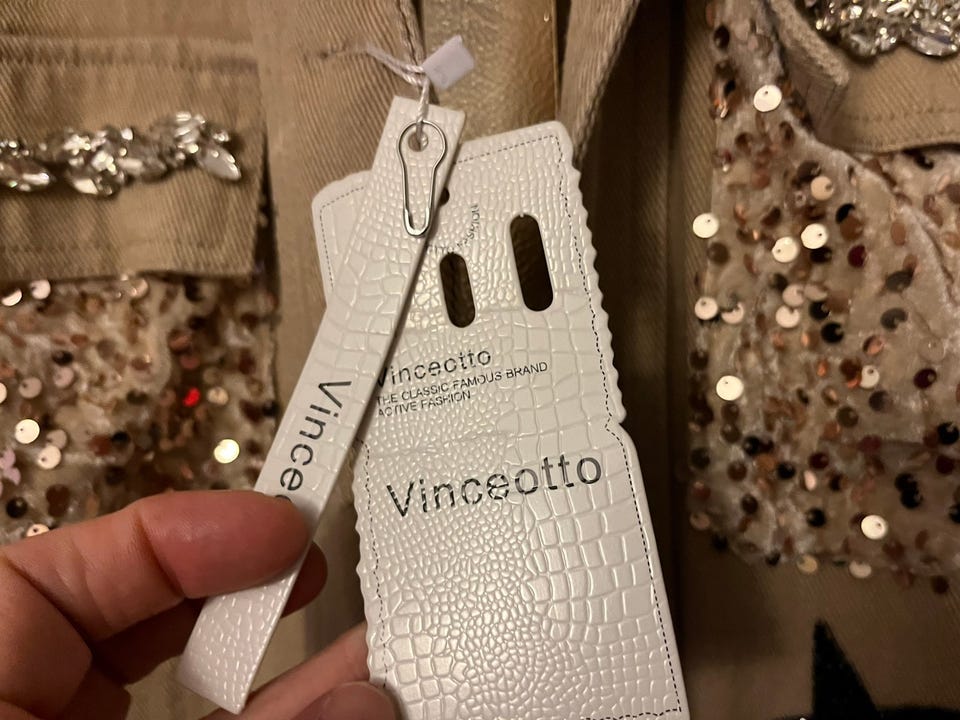 Vinceotto
THE CLASSIC FAMOUS BRAND
ACTIVE FASHION
Vinceotto
Vince